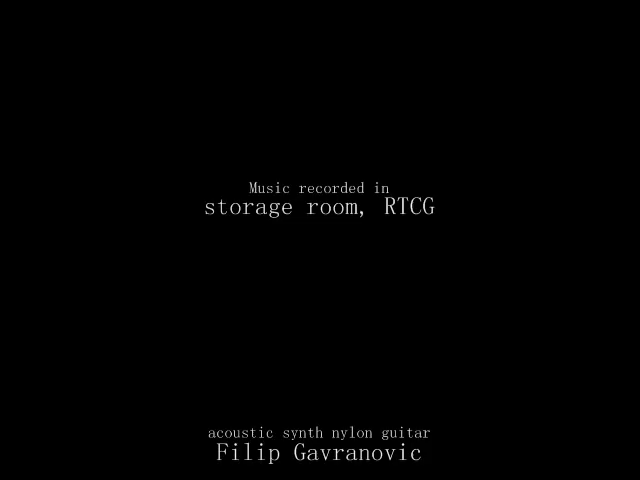 Music recorded in
storage room, RTCG
acoustic synth nylon guitar
Filip Gavranovic